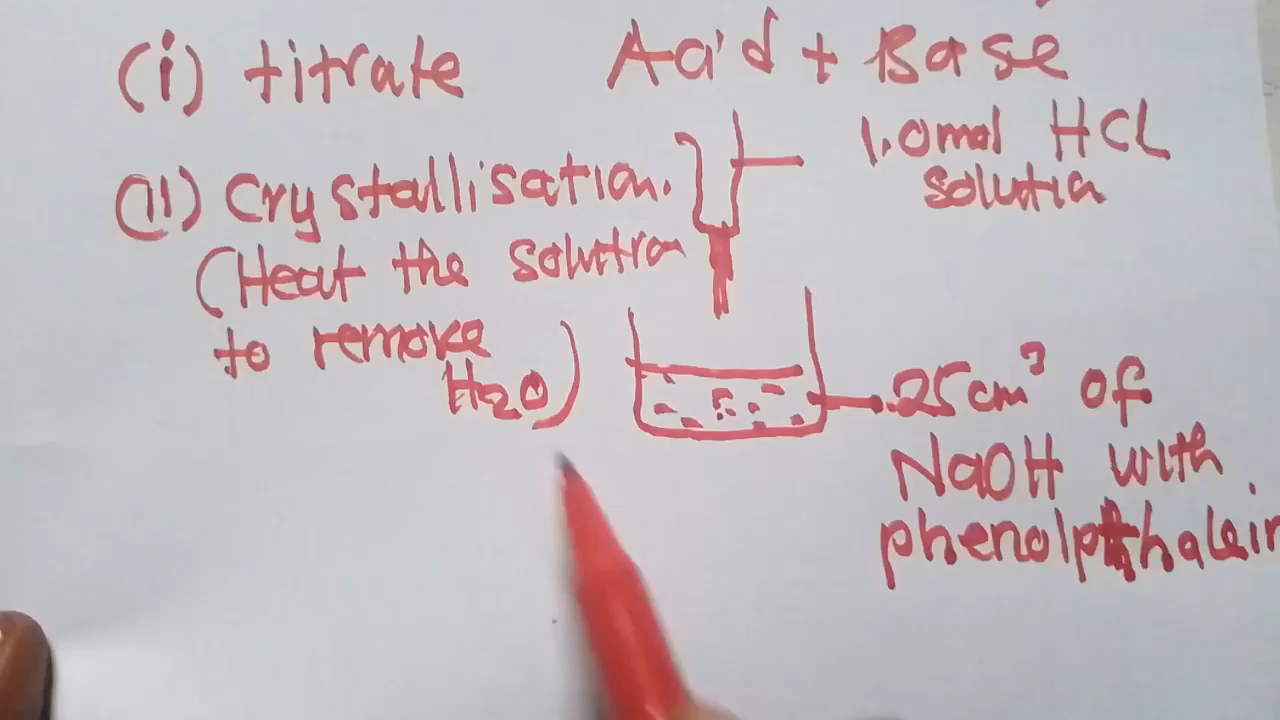 (i) titrate
Acid + Base
1.0mol HCL
solution
(ii) Crystallisation.
(Heat the solution
to remove
H2O)
25cm³ of
NaOH with
phenolphthalein